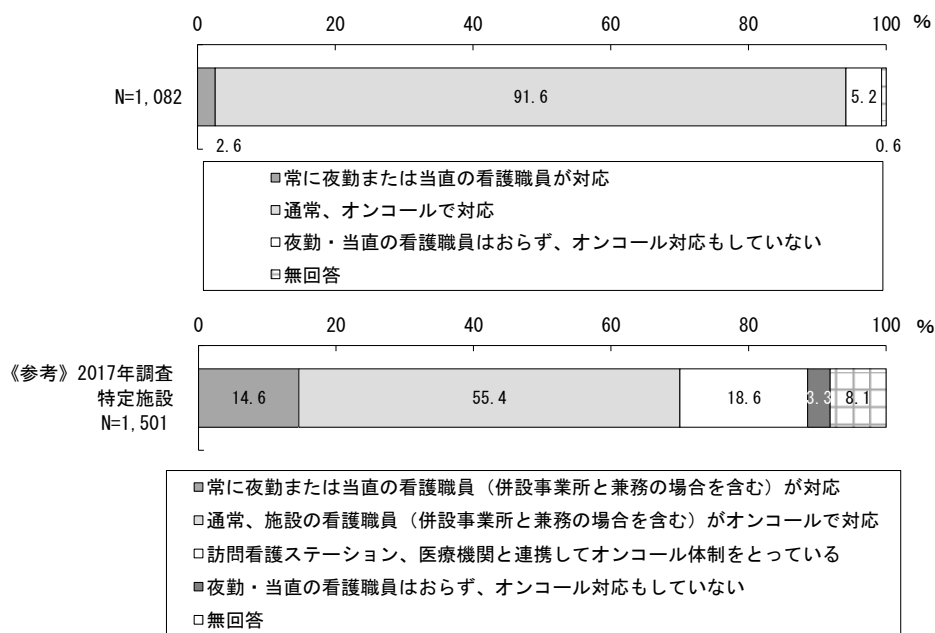 0 20 40 60 80 100 %
N=1,082
91.6
5.2
2.6
0.6
常に夜勤または当直の看護職員が対応
通常、オンコールで対応
夜勤・当直の看護職員はおらず、オンコール対応もしていない
無回答
0 20 40 60 80 100 %
《参考》2017年調査
特定施設
N=1,501
14.6
55.4
18.6
3.3
8.1
常に夜勤または当直の看護職員（併設事業所と兼務の場合を含む）が対応
通常、施設の看護職員（併設事業所と兼務の場合を含む）がオンコールで対応
訪問看護ステーション、医療機関と連携してオンコール体制をとっている
夜勤・当直の看護職員はおらず、オンコール対応もしていない
無回答